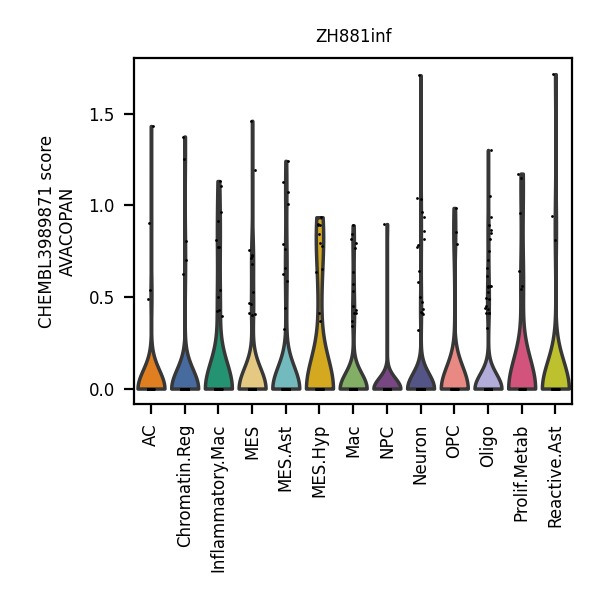 ZH881inf
CHEMBL3989871 score
AVACOPAN
1.5
1.0
0.5
0.0
AC
Chromatin.Reg
Inflammatory.Mac
MES
MES.Ast
MES.Hyp
Mac
NPC
Neuron
OPC
Oligo
Prolif.Metab
Reactive.Ast